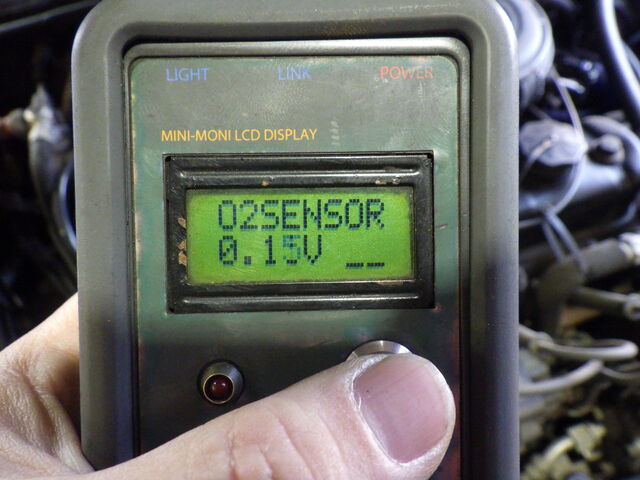 LIGHT LINK POWER
MINI-MONI LCD DISPLAY
O2SENSOR
0.15V __